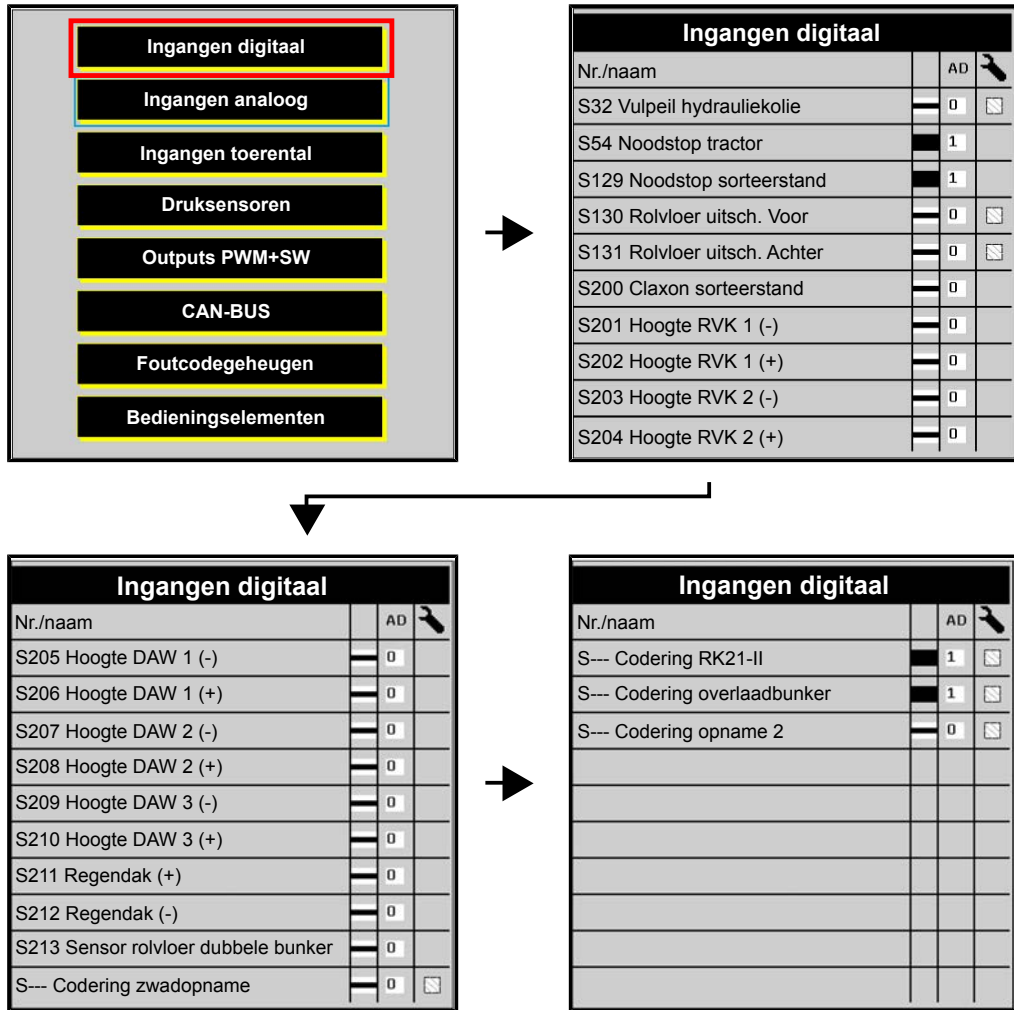 Ingangen digitaal
Ingangen analoog
Ingangen toerental
Druksensoren
Outputs PWM+SW
CAN-BUS
Foutcodegeheugen
Bedieningselementen
Ingangen digitaal
Nr./naam AD
S32 Vulpeil hydrauliekolie 0
S54 Noodstop tractor 1
S129 Noodstop sorteerstand 1
S130 Rolvloer uitsch. Voor 0
S131 Rolvloer uitsch. Achter 0
S200 Claxon sorteerstand 0
S201 Hoogte RVK 1 (-) 0
S202 Hoogte RVK 1 (+) 0
S203 Hoogte RVK 2 (-) 0
S204 Hoogte RVK 2 (+) 0
Ingangen digitaal
Nr./naam AD
S205 Hoogte DAW 1 (-) 0
S206 Hoogte DAW 1 (+) 0
S207 Hoogte DAW 2 (-) 0
S208 Hoogte DAW 2 (+) 0
S209 Hoogte DAW 3 (-) 0
S210 Hoogte DAW 3 (+) 0
S211 Regendak (+) 0
S212 Regendak (-) 0
S213 Sensor rolvloer dubbele bunker 0
S--- Codering zwadopname 0
Ingangen digitaal
Nr./naam AD
S--- Codering RK21-II 1
S--- Codering overlaadbunker 1
S--- Codering opname 2 0